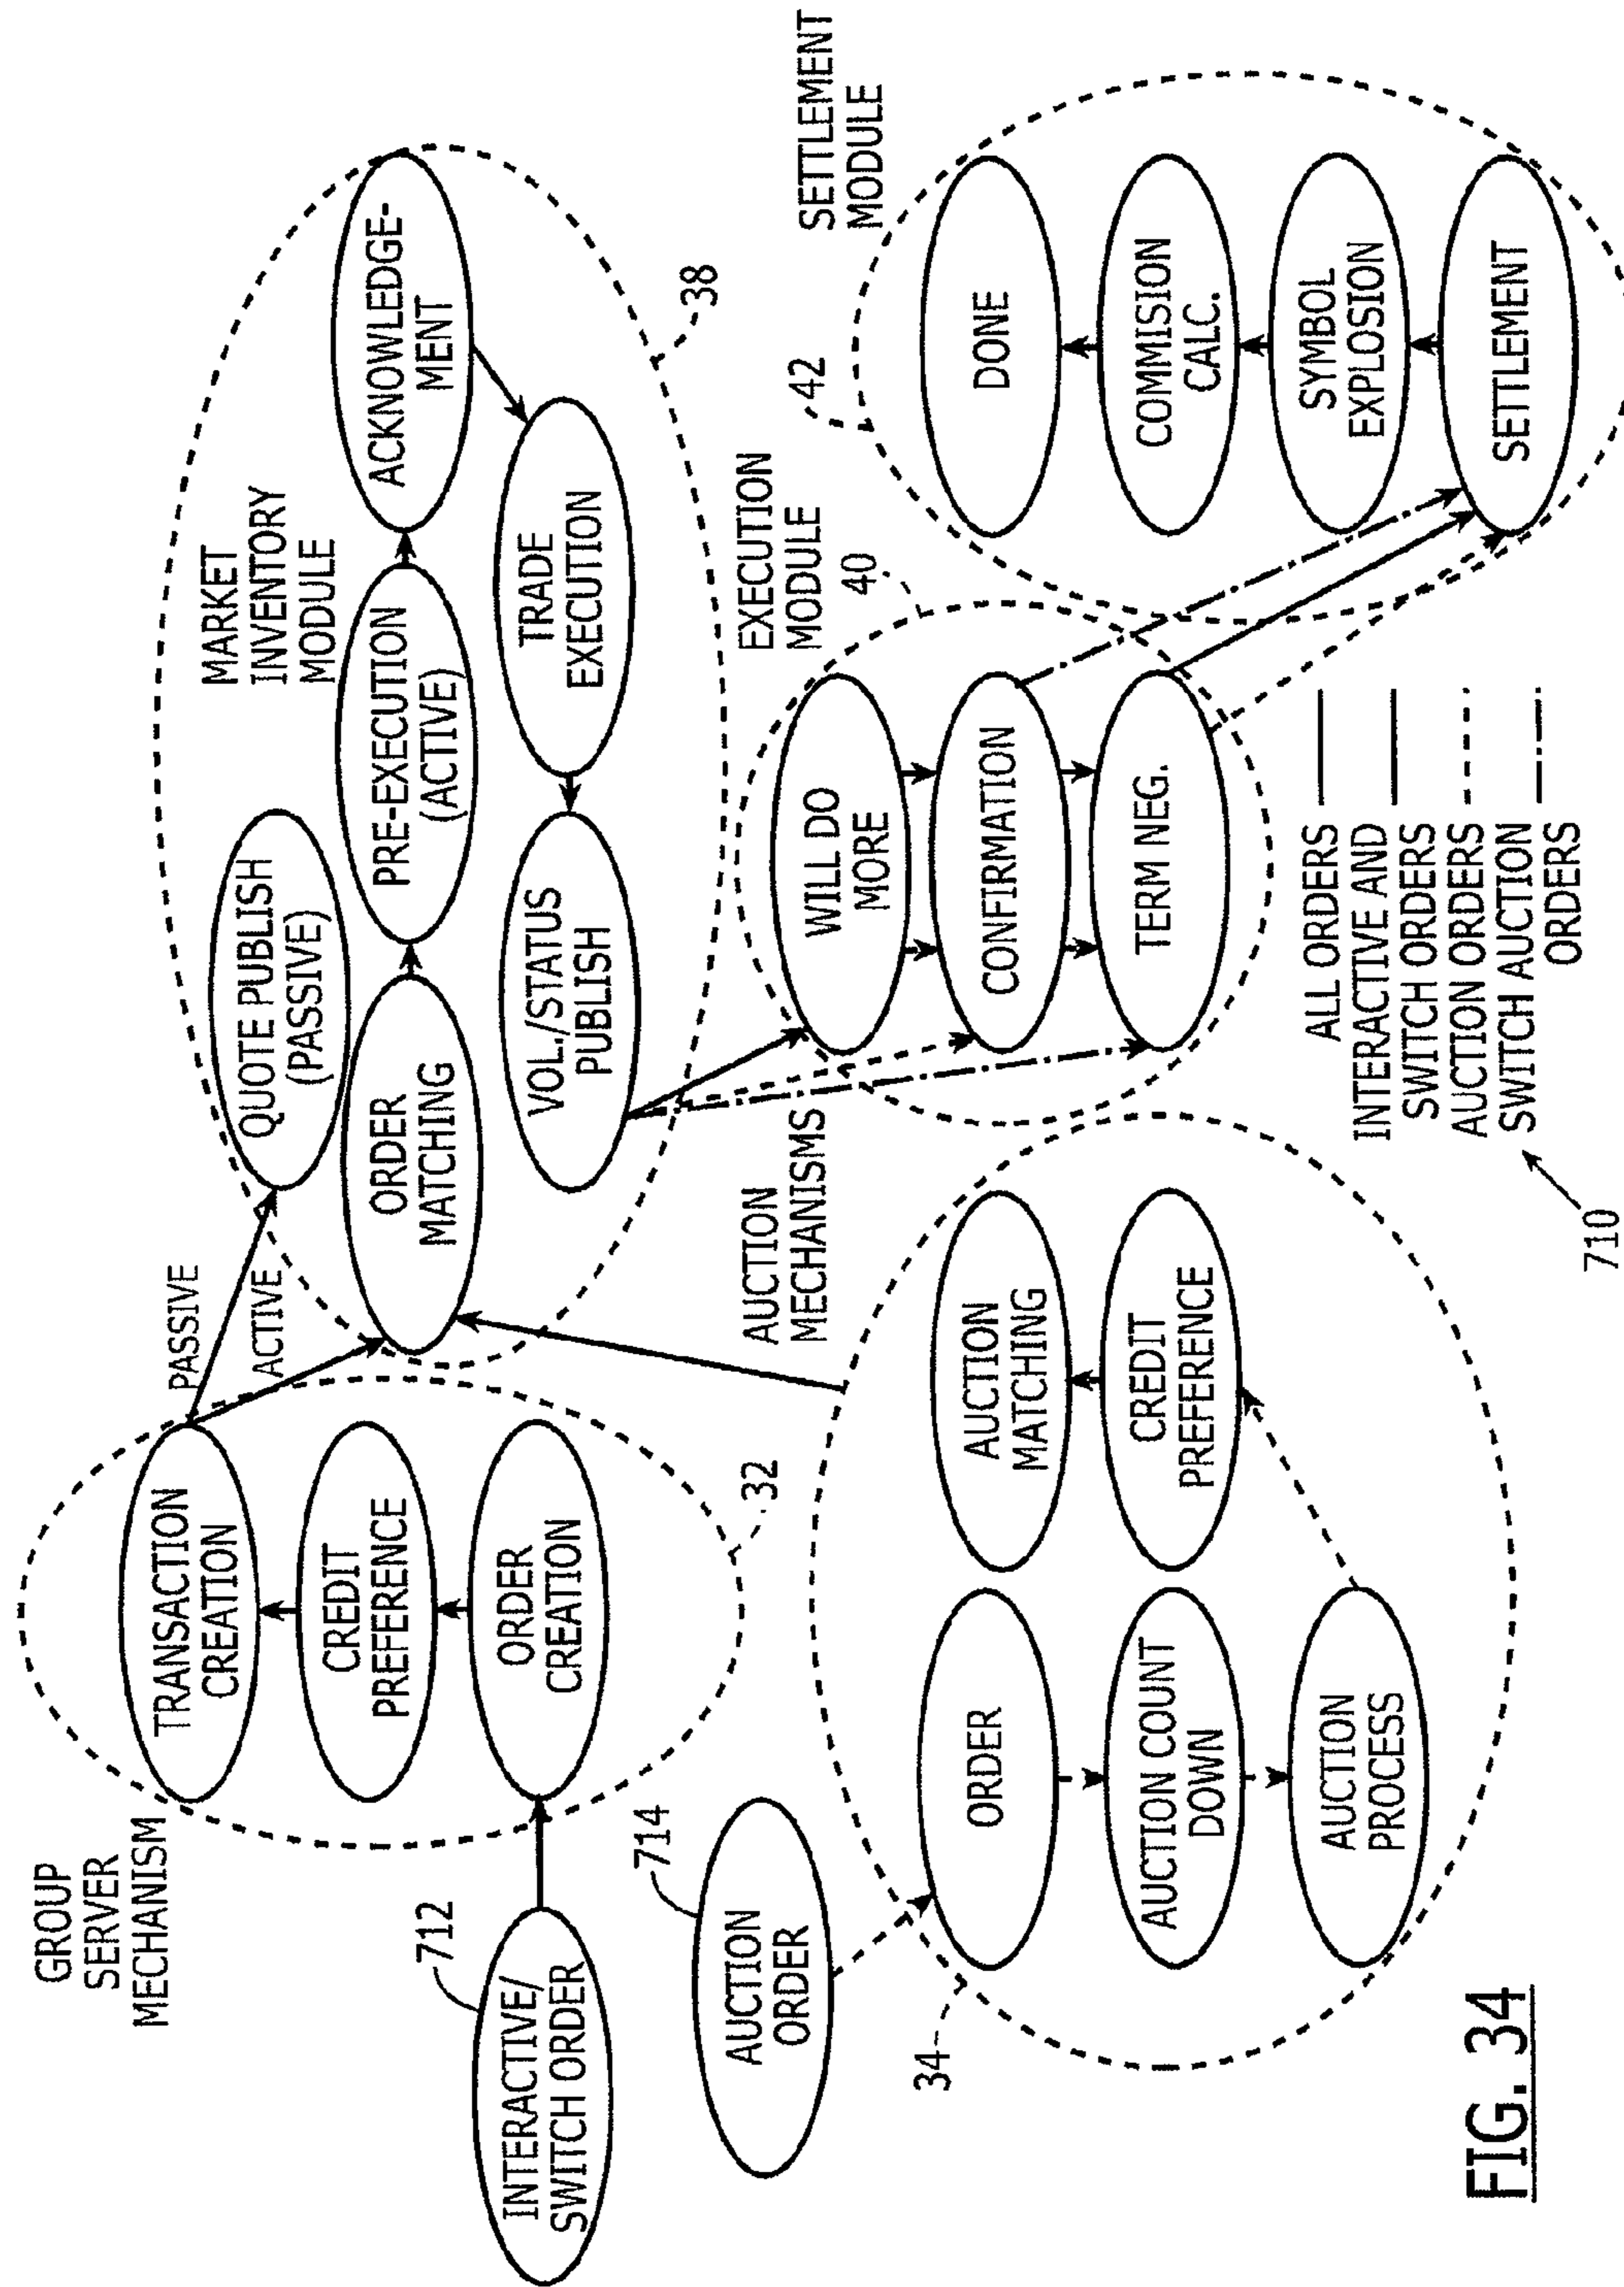 GROUP
SERVER
MECHANISM
TRANSACTION
CREATION
CREDIT
PREFERENCE
ORDER
CREATION
32
INTERACTIVE/
SWITCH ORDER
712
AUCTION
ORDER
714
PASSIVE
ACTIVE
MARKET
INVENTORY
MODULE
QUOTE PUBLISH
(PASSIVE)
ORDER
MATCHING
PRE-EXECUTION
(ACTIVE)
ACKNOWLEDGE-
MENT
TRADE
EXECUTION
VOL./STATUS
PUBLISH
38
AUCTION
MECHANISMS
ORDER
AUCTION COUNT
DOWN
AUCTION
PROCESS
CREDIT
PREFERENCE
AUCTION
MATCHING
34
EXECUTION
MODULE
40
WILL DO
MORE
CONFIRMATION
TERM NEG.
SETTLEMENT
MODULE
42
DONE
COMMISION
CALC.
SYMBOL
EXPLOSION
SETTLEMENT
ALL ORDERS
INTERACTIVE AND
SWITCH ORDERS
AUCTION ORDERS
SWITCH AUCTION
ORDERS
710
FIG. 34